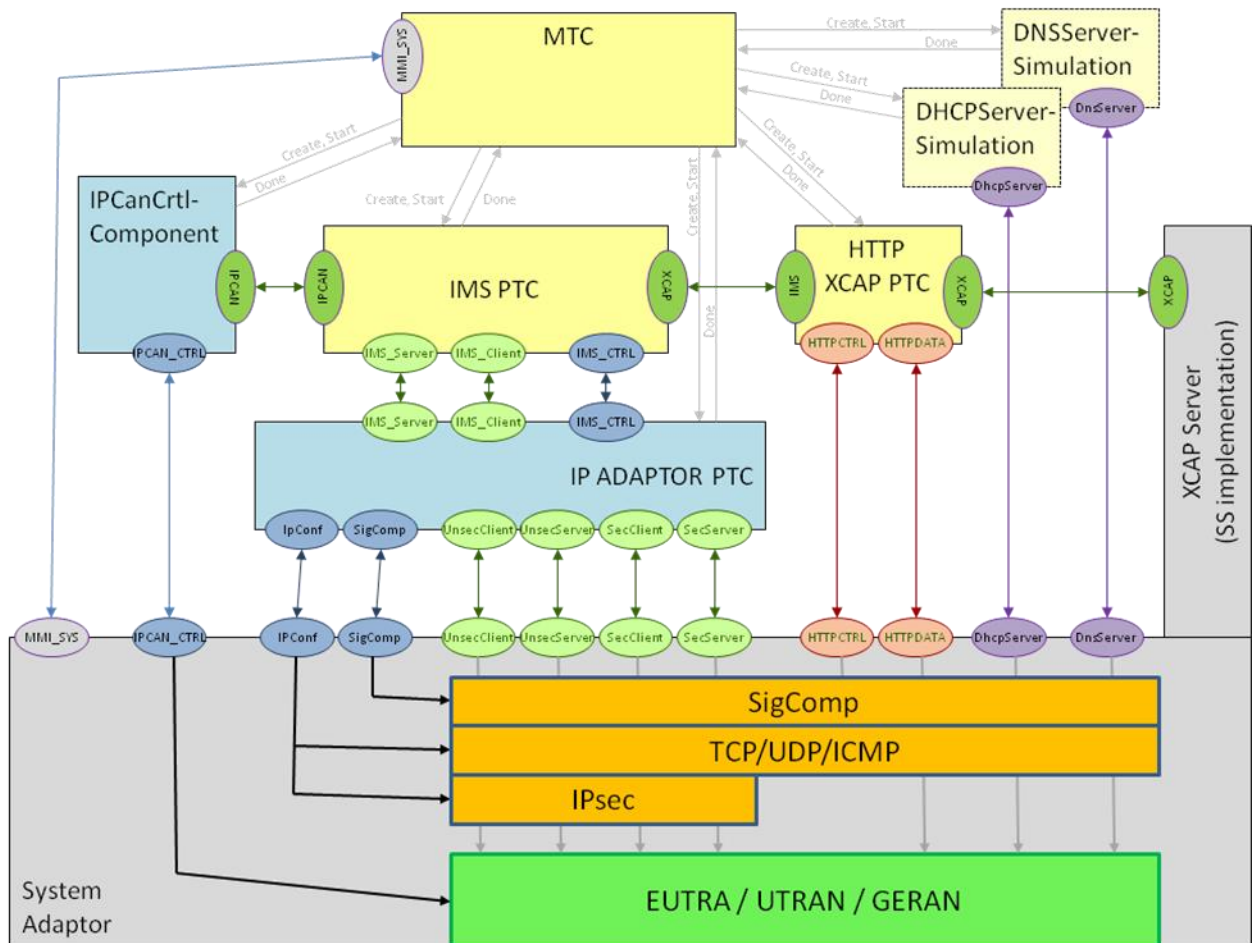 MTC
MMI_SYS
Create, Start
Done
DNSServer-
Simulation
DnsServer
Create, Start
Done
DHCPServer-
Simulation
DhcpServer
Create, Start
Done
Create, Start
Done
Create, Start
Done
Create, Start
Done
IPCanCrtl-
Component
IPCAN
IPCAN_CTRL
IPCAN
IMS PTC
XCAP
IMS_Server
IMS_Client
IMS_CTRL
IMS
HTTP
XCAP PTC
XCAP
HTTPCTRL
HTTPDATA
XCAP
XCAP Server
(SS implementation)
IMS_Server
IMS_Client
IMS_CTRL
IP ADAPTOR PTC
IpConf
SigComp
UnsecClient
UnsecServer
SecClient
SecServer
MMI_SYS
IPCAN_CTRL
IPConf
SigComp
UnsecClient
UnsecServer
SecClient
SecServer
HTTPCTRL
HTTPDATA
DhcpServer
DnsServer
SigComp
TCP/UDP/ICMP
IPsec
EUTRA / UTRAN / GERAN
System
Adaptor